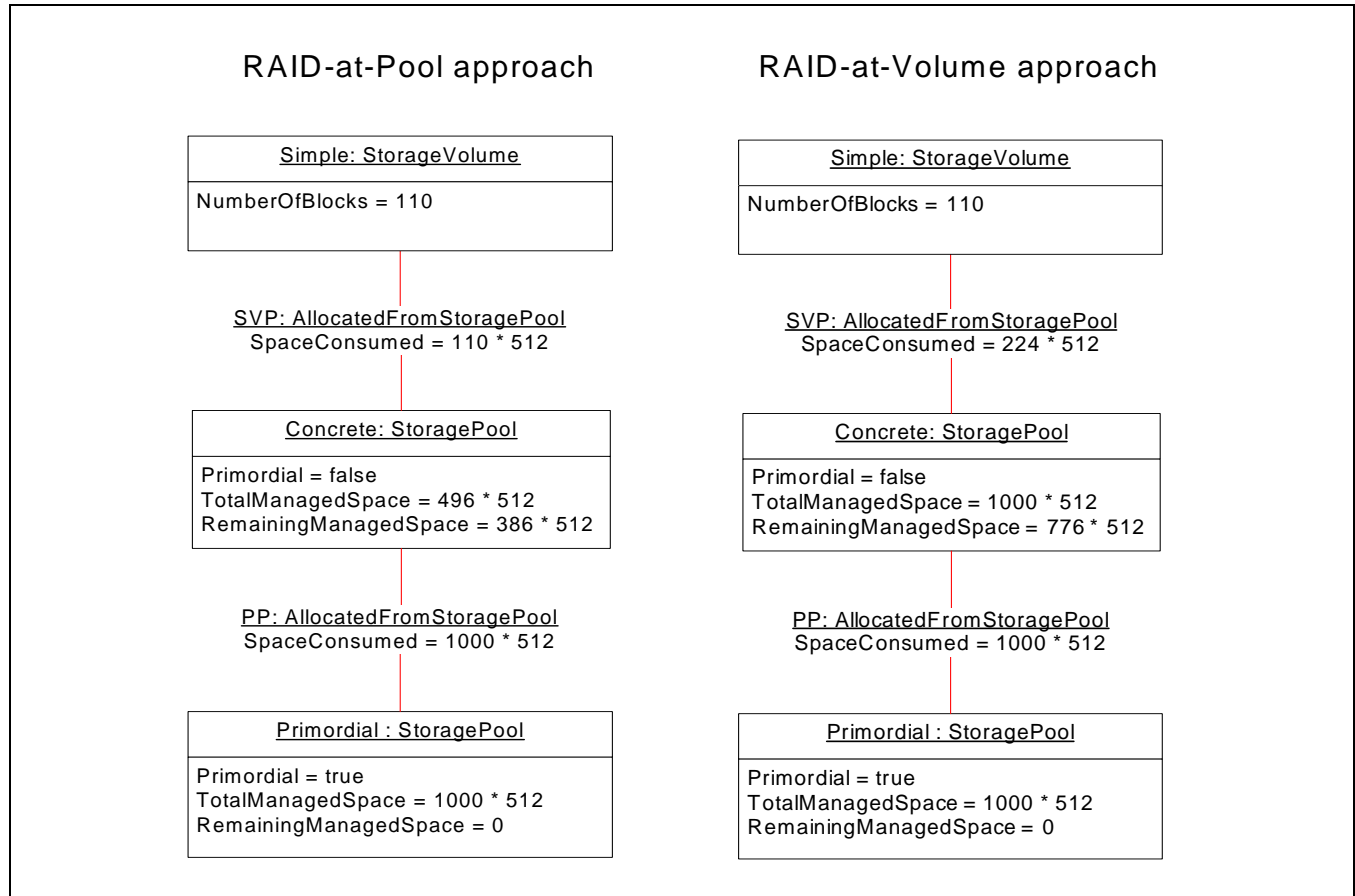 RAID-at-Pool approach
Simple: StorageVolume
NumberOfBlocks = 110
SVP: AllocatedFromStoragePool
SpaceConsumed = 110 * 512
Concrete: StoragePool
Primordial = false
TotalManagedSpace = 496 * 512
RemainingManagedSpace = 386 * 512
PP: AllocatedFromStoragePool
SpaceConsumed = 1000 * 512
Primordial : StoragePool
Primordial = true
TotalManagedSpace = 1000 * 512
RemainingManagedSpace = 0
RAID-at-Volume approach
Simple: StorageVolume
NumberOfBlocks = 110
SVP: AllocatedFromStoragePool
SpaceConsumed = 224 * 512
Concrete: StoragePool
Primordial = false
TotalManagedSpace = 1000 * 512
RemainingManagedSpace = 776 * 512
PP: AllocatedFromStoragePool
SpaceConsumed = 1000 * 512
Primordial : StoragePool
Primordial = true
TotalManagedSpace = 1000 * 512
RemainingManagedSpace = 0